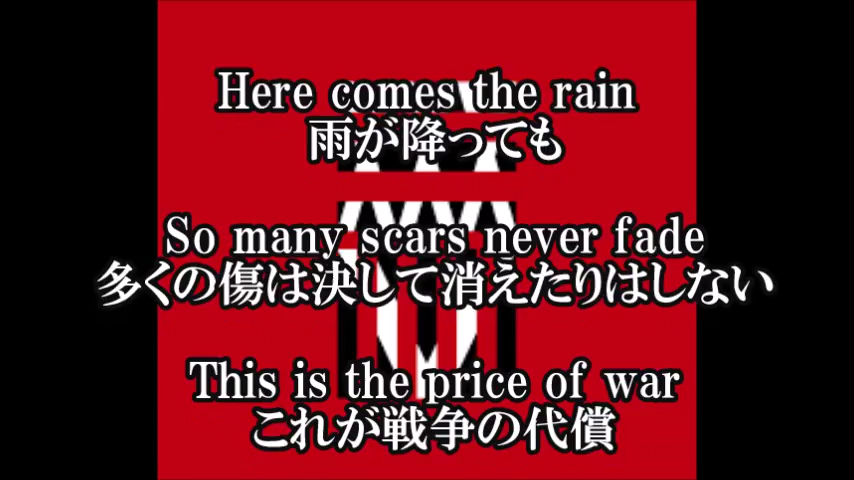 Here comes the rain
雨が降っても
So many scars never fade
多くの傷は決して消えたりはしない
This is the price of war
これが戦争の代償